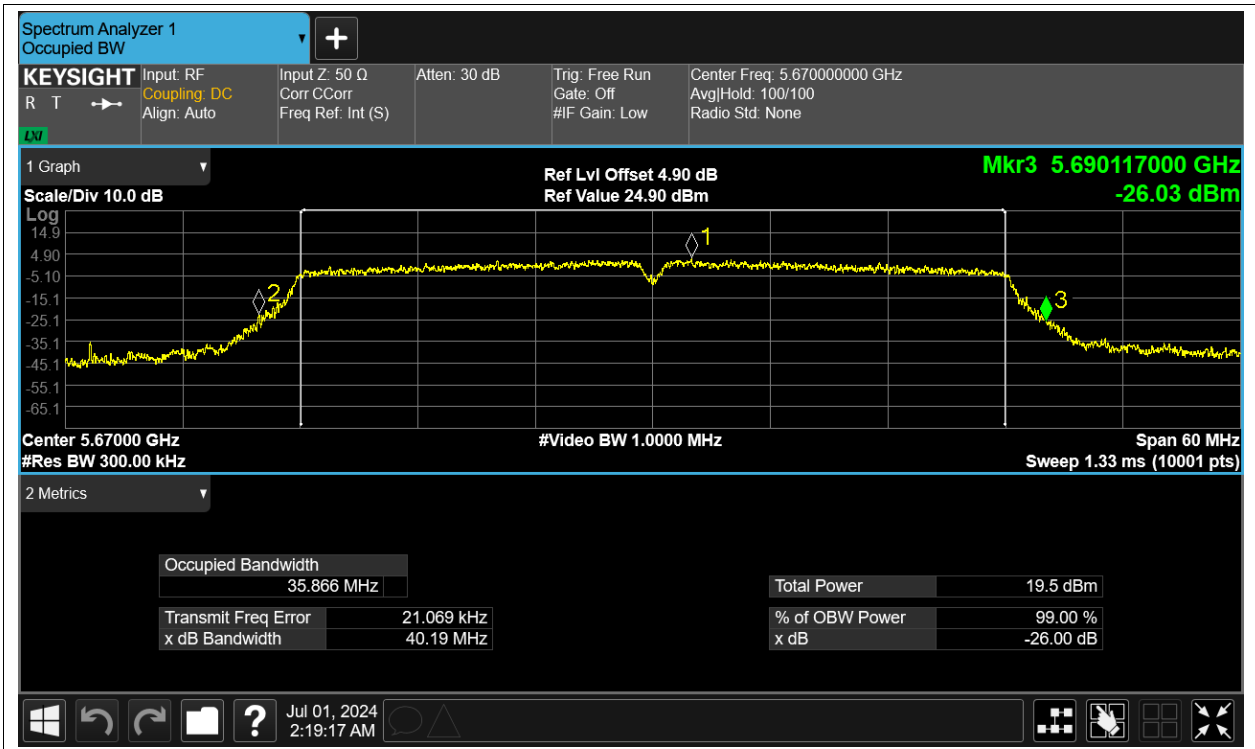 Spectrum Analyzer 1
Occupied BW
KEYSIGHT
R T
LXI
Input: RF
Coupling: DC
Align: Auto
Input Z: 50 Ω
Corr CCorr
Freq Ref: Int (S)
Atten: 30 dB
Trig: Free Run
Gate: Off
#IF Gain: Low
Center Freq: 5.670000000 GHz
Avg|Hold: 100/100
Radio Std: None
1 Graph
Scale/Div 10.0 dB
Ref Lvl Offset 4.90 dB
Ref Value 24.90 dBm
Mkr3 5.690117000 GHz
-26.03 dBm
Log
14.9
4.90
-5.10
-15.1
-25.1
-35.1
-45.1
-55.1
-65.1
1
2
3
Center 5.67000 GHz
#Res BW 300.00 kHz
#Video BW 1.0000 MHz
Span 60 MHz
Sweep 1.33 ms (10001 pts)
2 Metrics
Occupied Bandwidth
35.866 MHz
Transmit Freq Error 21.069 kHz
x dB Bandwidth 40.19 MHz
Total Power 19.5 dBm
% of OBW Power 99.00 %
x dB -26.00 dB
?
Jul 01, 2024
2:19:17 AM